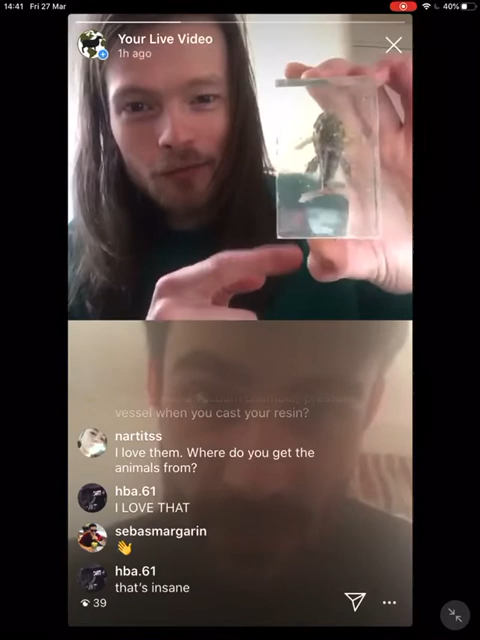 14:41 Fri 27 Mar 40%
Your Live Video
1h ago
vessel when you cast your resin?
nartitss
I love them. Where do you get the
animals from?
hba.61
I LOVE THAT
sebasmargarin
👋
hba.61
that's insane
39